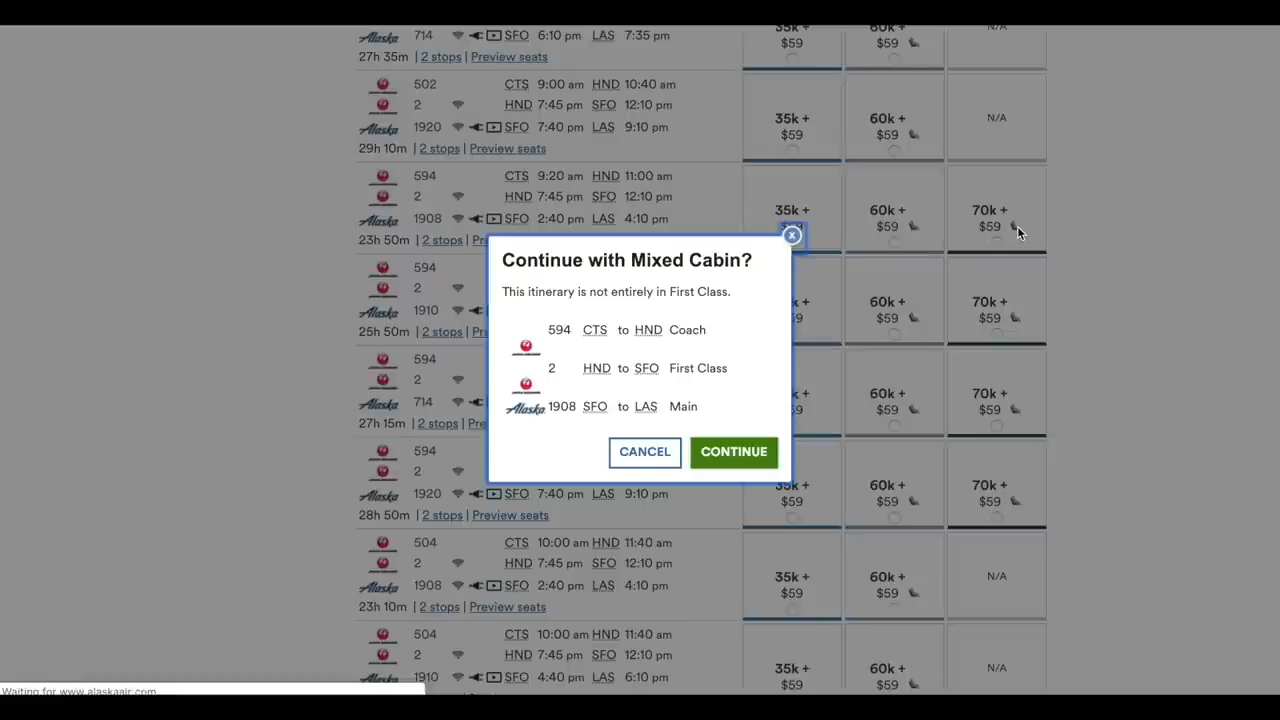 35k + 60k + N/A
Alaska 714 SFO 6:10 pm LAS 7:35 pm $59 $59
27h 35m | 2 stops | Preview seats
502 CTS 9:00 am HND 10:40 am
2 HND 7:45 pm SFO 12:10 pm 35k + 60k + N/A
Alaska 1920 SFO 7:40 pm LAS 9:10 pm $59 $59
29h 10m | 2 stops | Preview seats
594 CTS 9:20 am HND 11:00 am
2 HND 7:45 pm SFO 12:10 pm 35k + 60k + 70k +
Alaska 1908 SFO 2:40 pm LAS 4:10 pm $59 $59 $59
23h 50m | 2 stops | Pr
x
Continue with Mixed Cabin?
This itinerary is not entirely in First Class.
594 CTS to HND Coach
2 HND to SFO First Class
Alaska 1908 SFO to LAS Main
CANCEL CONTINUE
594
2 60k + 70k +
Alaska 1910 $59 $59
25h 50m | 2 stops | Pre
594
2 60k + 70k +
Alaska 714 $59 $59
27h 15m | 2 stops | Pre
594
2 35k + 60k + 70k +
Alaska 1920 SFO 7:40 pm LAS 9:10 pm $59 $59 $59
28h 50m | 2 stops | Preview seats
504 CTS 10:00 am HND 11:40 am
2 HND 7:45 pm SFO 12:10 pm 35k + 60k + N/A
Alaska 1908 SFO 2:40 pm LAS 4:10 pm $59 $59
23h 10m | 2 stops | Preview seats
504 CTS 10:00 am HND 11:40 am
2 HND 7:45 pm SFO 12:10 pm 35k + 60k + N/A
Alaska 1910 SFO 4:40 pm LAS 6:10 pm $59 $59
Waiting for www.alaskaair.com